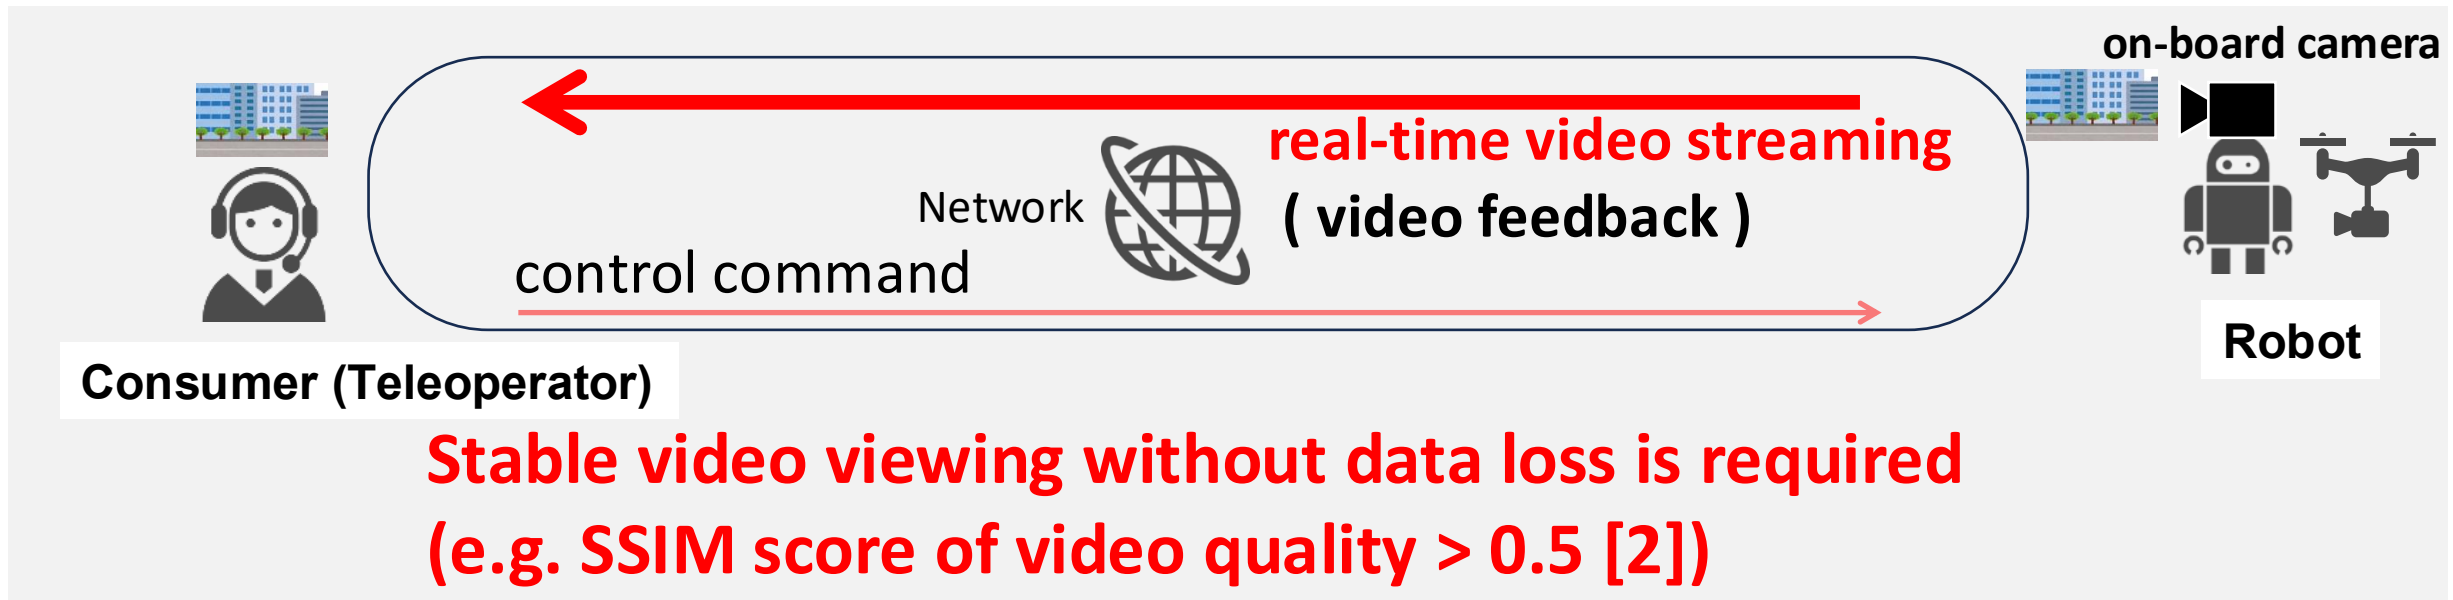 on-board camera
real-time video streaming
Network
( video feedback )
control command
Robot
Consumer (Teleoperator)
Stable video viewing without data loss is required
(e.g. SSIM score of video quality > 0.5 [2])